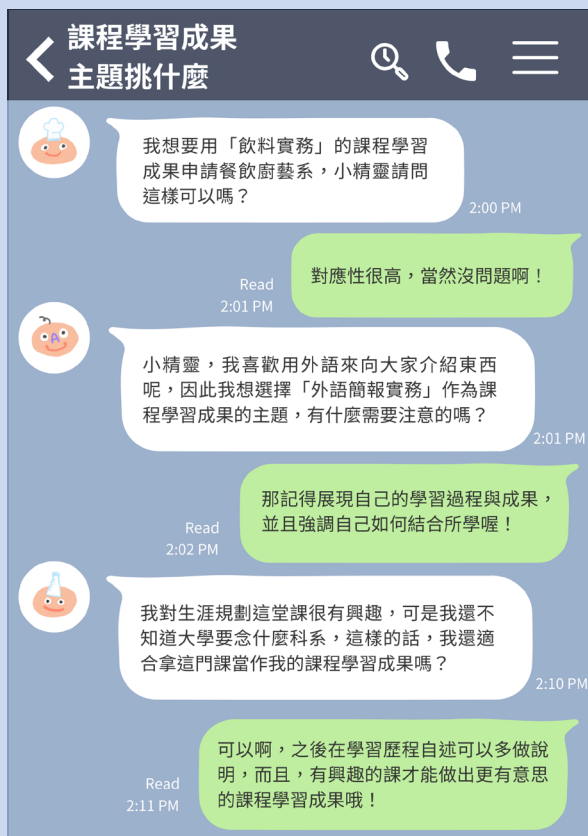 課程學習成果
主題挑什麼
我想要用「飲料實務」的課程學習
成果申請餐飲廚藝系，小精靈請問
這樣可以嗎？
2:00 PM
對應性很高，當然沒問題啊！
Read
2:01 PM
A
小精靈，我喜歡用外語來向大家介紹東西
呢，因此我想選擇「外語簡報實務」作為課
程學習成果的主題，有什麼需要注意的嗎？
2:01 PM
那記得展現自己的學習過程與成果，
並且強調自己如何結合所學喔！
Read
2:02 PM
我對生涯規劃這堂課很有興趣，可是我還不
知道大學要念什麼科系，這樣的話，我還適
合拿這門課當作我的課程學習成果嗎？
2:10 PM
可以啊，之後在學習歷程自述可以多做說
明，而且，有興趣的課才能做出更有意思
的課程學習成果哦！
Read
2:11 PM